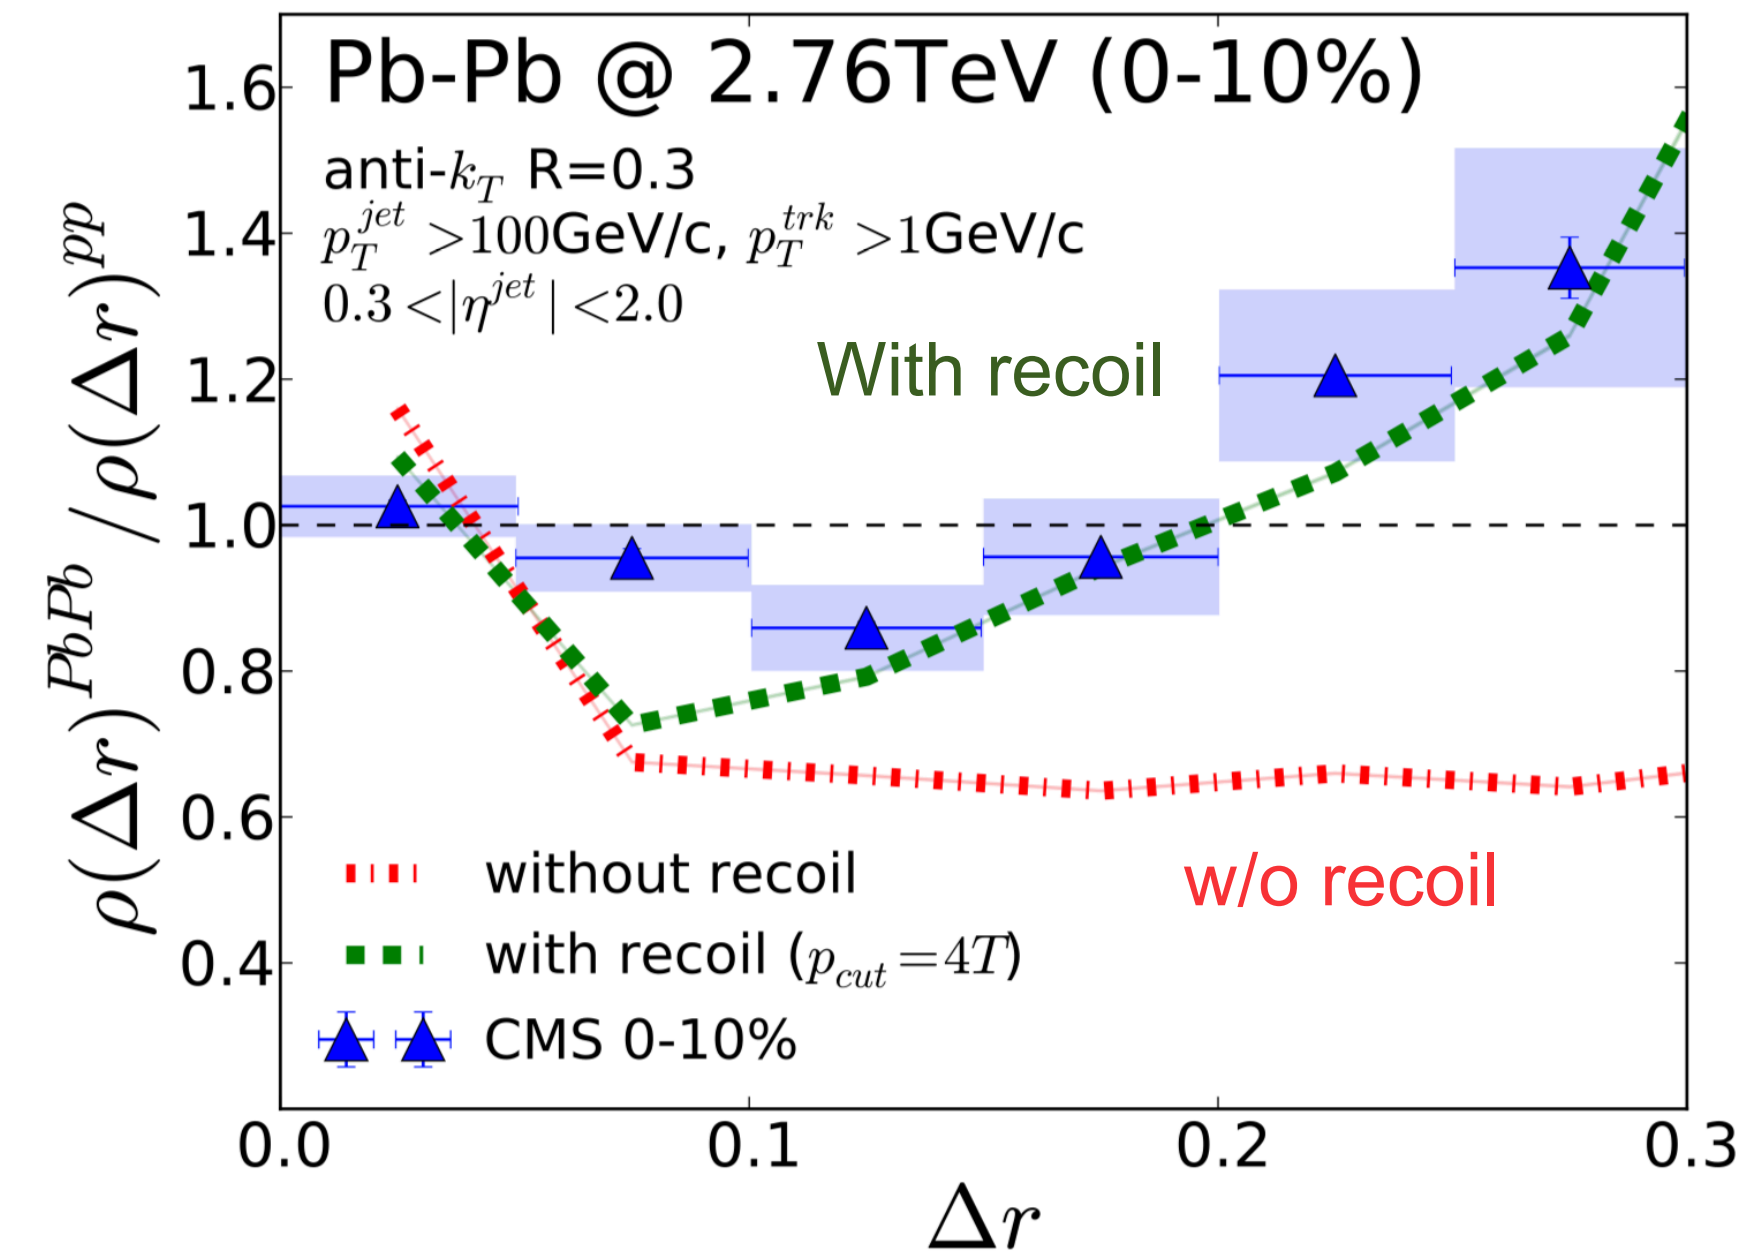 Pb-Pb @ 2.76TeV (0-10%)
anti-k_T R=0.3
p_T^{jet} >100GeV/c, p_T^{trk} >1GeV/c
0.3<|η^{jet}|<2.0
With recoil
w/o recoil
without recoil
with recoil (p_{cut}=4T)
CMS 0-10%
ρ(Δr)^{PbPb} / ρ(Δr)^{pp}
1.6
1.4
1.2
1.0
0.8
0.6
0.4
0.0 0.1 0.2 0.3
Δr